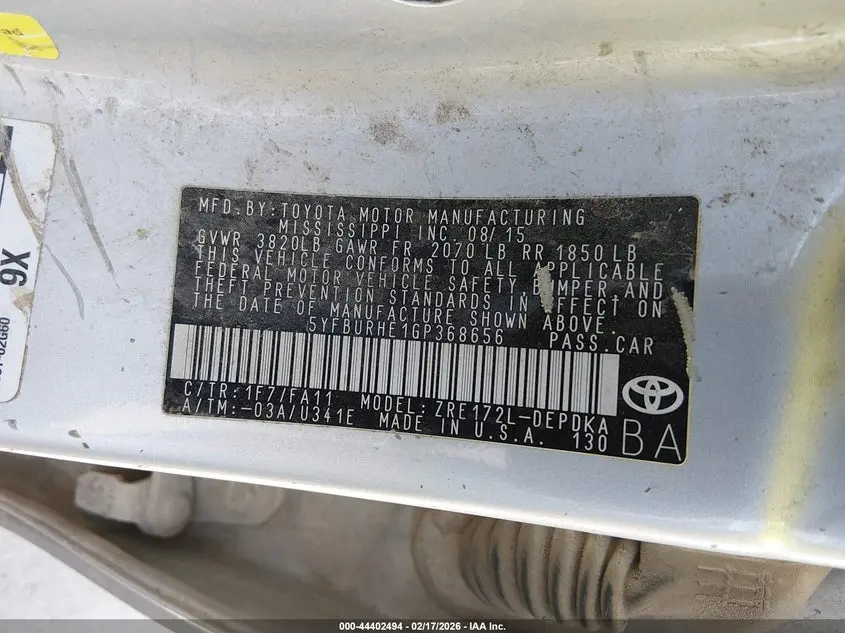 MFD. BY: TOYOTA MOTOR MANUFACTURING
MISSISSIPPI INC. 08/15
GVWR 3820LB GAWR FR 2070 LB RR 1850 LB
THIS VEHICLE CONFORMS TO ALL APPLICABLE
FEDERAL MOTOR VEHICLE SAFETY, BUMPER AND
THEFT PREVENTION STANDARDS IN EFFECT ON
THE DATE OF MANUFACTURE SHOWN ABOVE.
5YFBURHE1GP368656 PASS.CAR
C/TR: 1F7/FA11 MODEL: ZRE172L-DEPDKA
A/TM: -03A/U341E MADE IN U.S.A. 130 BA
9X
000-44402494 - 02/17/2026 - IAA Inc.